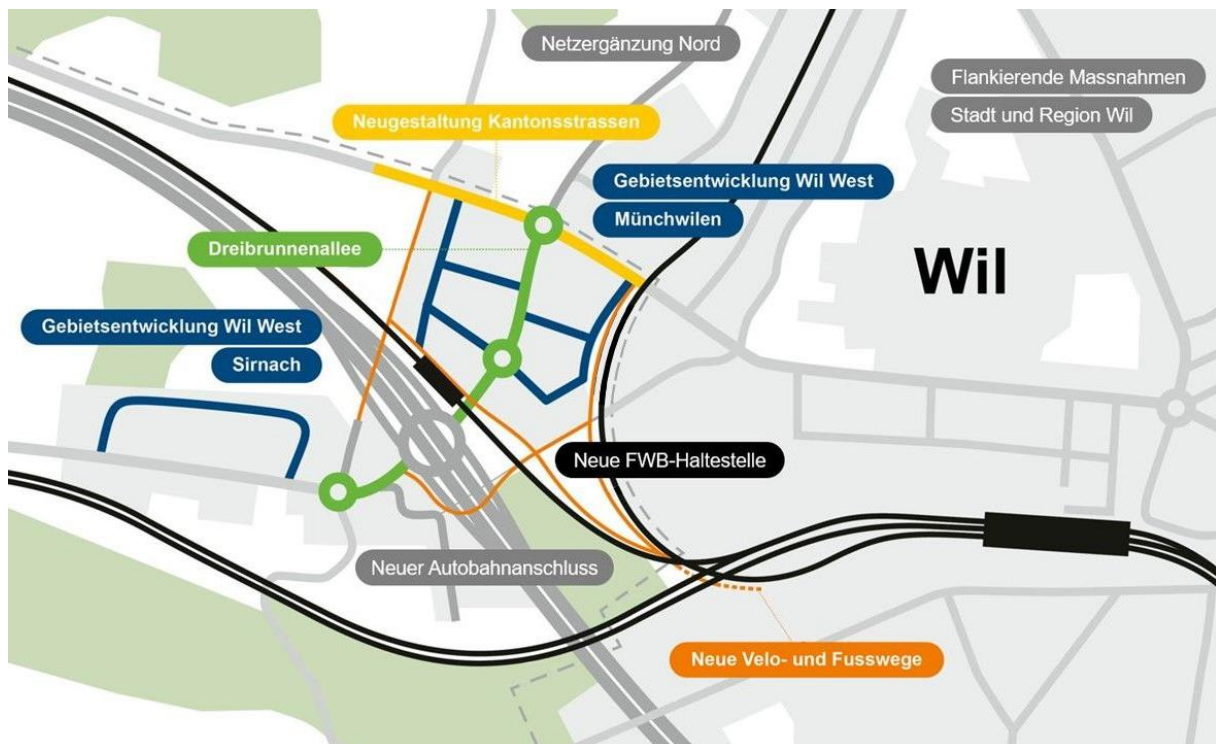 Netzergänzung Nord
Flankierende Massnahmen
Stadt und Region Wil
Neugestaltung Kantonsstrassen
Gebietsentwicklung Wil West
Münchwilen
Dreibrunnenallee
Wil
Gebietsentwicklung Wil West
Sirnach
Neue FWB-Haltestelle
Neuer Autobahnanschluss
Neue Velo- und Fusswege